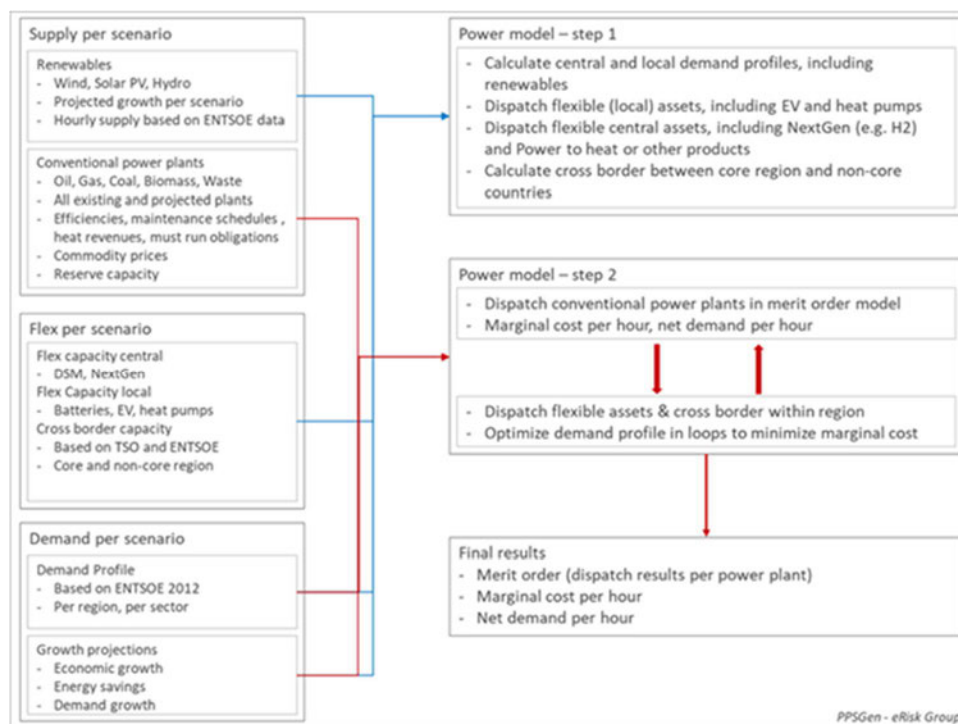 Supply per scenario
Renewables
- Wind, Solar PV, Hydro
- Projected growth per scenario
- Hourly supply based on ENTSOE data
Conventional power plants
- Oil, Gas, Coal, Biomass, Waste
- All existing and projected plants
- Efficiencies, maintenance schedules ,
heat revenues, must run obligations
- Commodity prices
- Reserve capacity
Flex per scenario
Flex capacity central
- DSM, NextGen
Flex Capacity local
- Batteries, EV, heat pumps
Cross border capacity
- Based on TSO and ENTSOE
- Core and non-core region
Demand per scenario
Demand Profile
- Based on ENTSOE 2012
- Per region, per sector
Growth projections
- Economic growth
- Energy savings
- Demand growth
Power model – step 1
- Calculate central and local demand profiles, including
renewables
- Dispatch flexible (local) assets, including EV and heat pumps
- Dispatch flexible central assets, including NextGen (e.g. H2)
and Power to heat or other products
- Calculate cross border between core region and non-core
countries
Power model – step 2
- Dispatch conventional power plants in merit order model
- Marginal cost per hour, net demand per hour
- Dispatch flexible assets & cross border within region
- Optimize demand profile in loops to minimize marginal cost
Final results
- Merit order (dispatch results per power plant)
- Marginal cost per hour
- Net demand per hour
PPSGen - eRisk Group